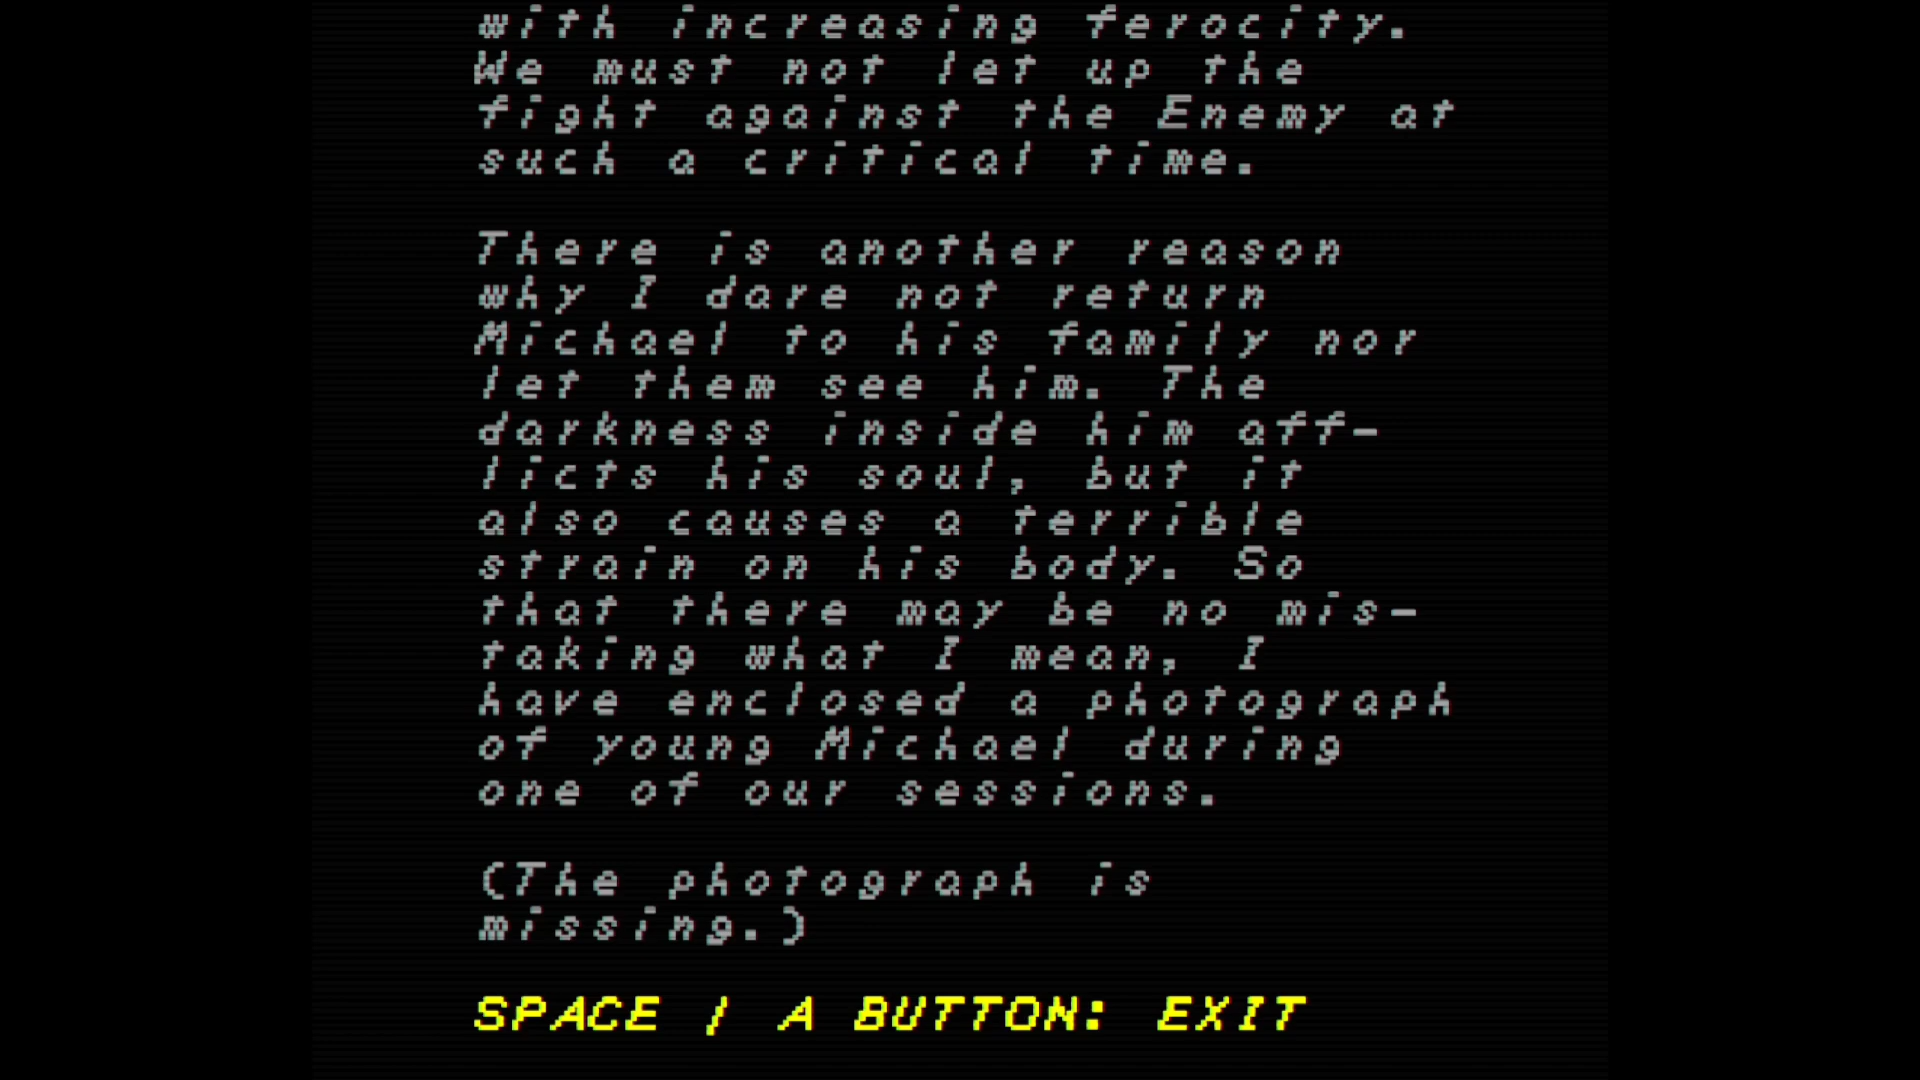 with increasing ferocity.
We must not let up the
fight against the Enemy at
such a critical time.
There is another reason
why I dare not return
Michael to his family nor
let them see him. The
darkness inside him aff-
licts his soul, but it
also causes a terrible
strain on his body. So
that there may be no mis-
taking what I mean, I
have enclosed a photograph
of young Michael during
one of our sessions.
(The photograph is
missing.)
SPACE / A BUTTON: EXIT